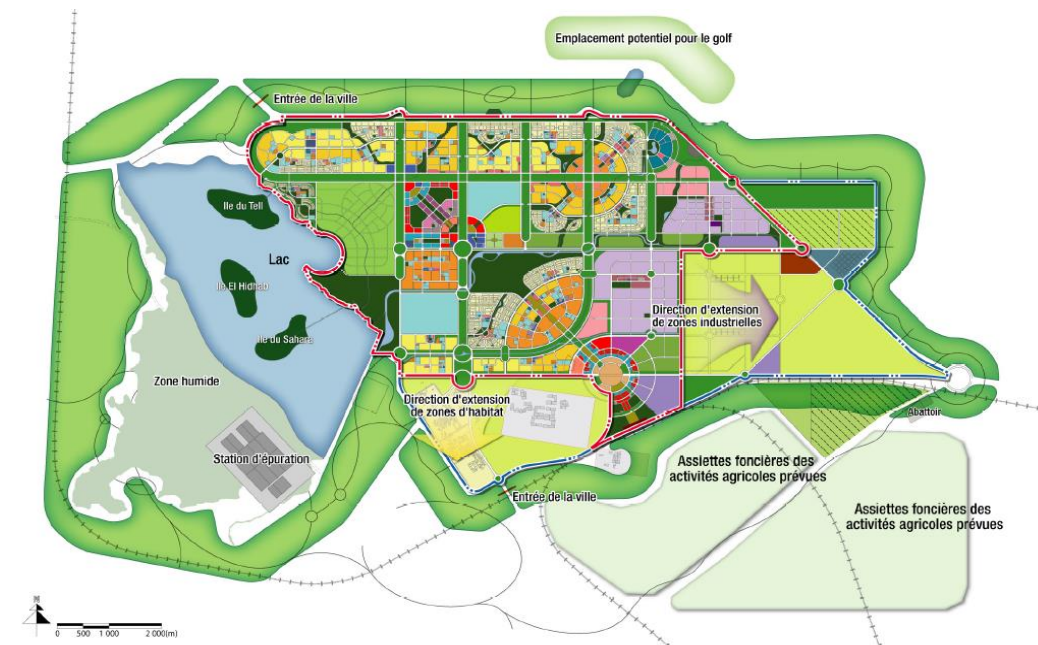 Emplacement potentiel pour le golf
Entrée de la ville
Ile du Tell
Lac
Ile El Hidhab
Ile du Sahara
Direction d'extension
de zones industrielles
Zone humide
Direction d'extension
de zones d'habitat
Abattoir
Station d'épuration
Assiettes foncières des
activités agricoles prévues
Entrée de la ville
Assiettes foncières des
activités agricoles prévues
N
0 500 1 000 2 000(m)